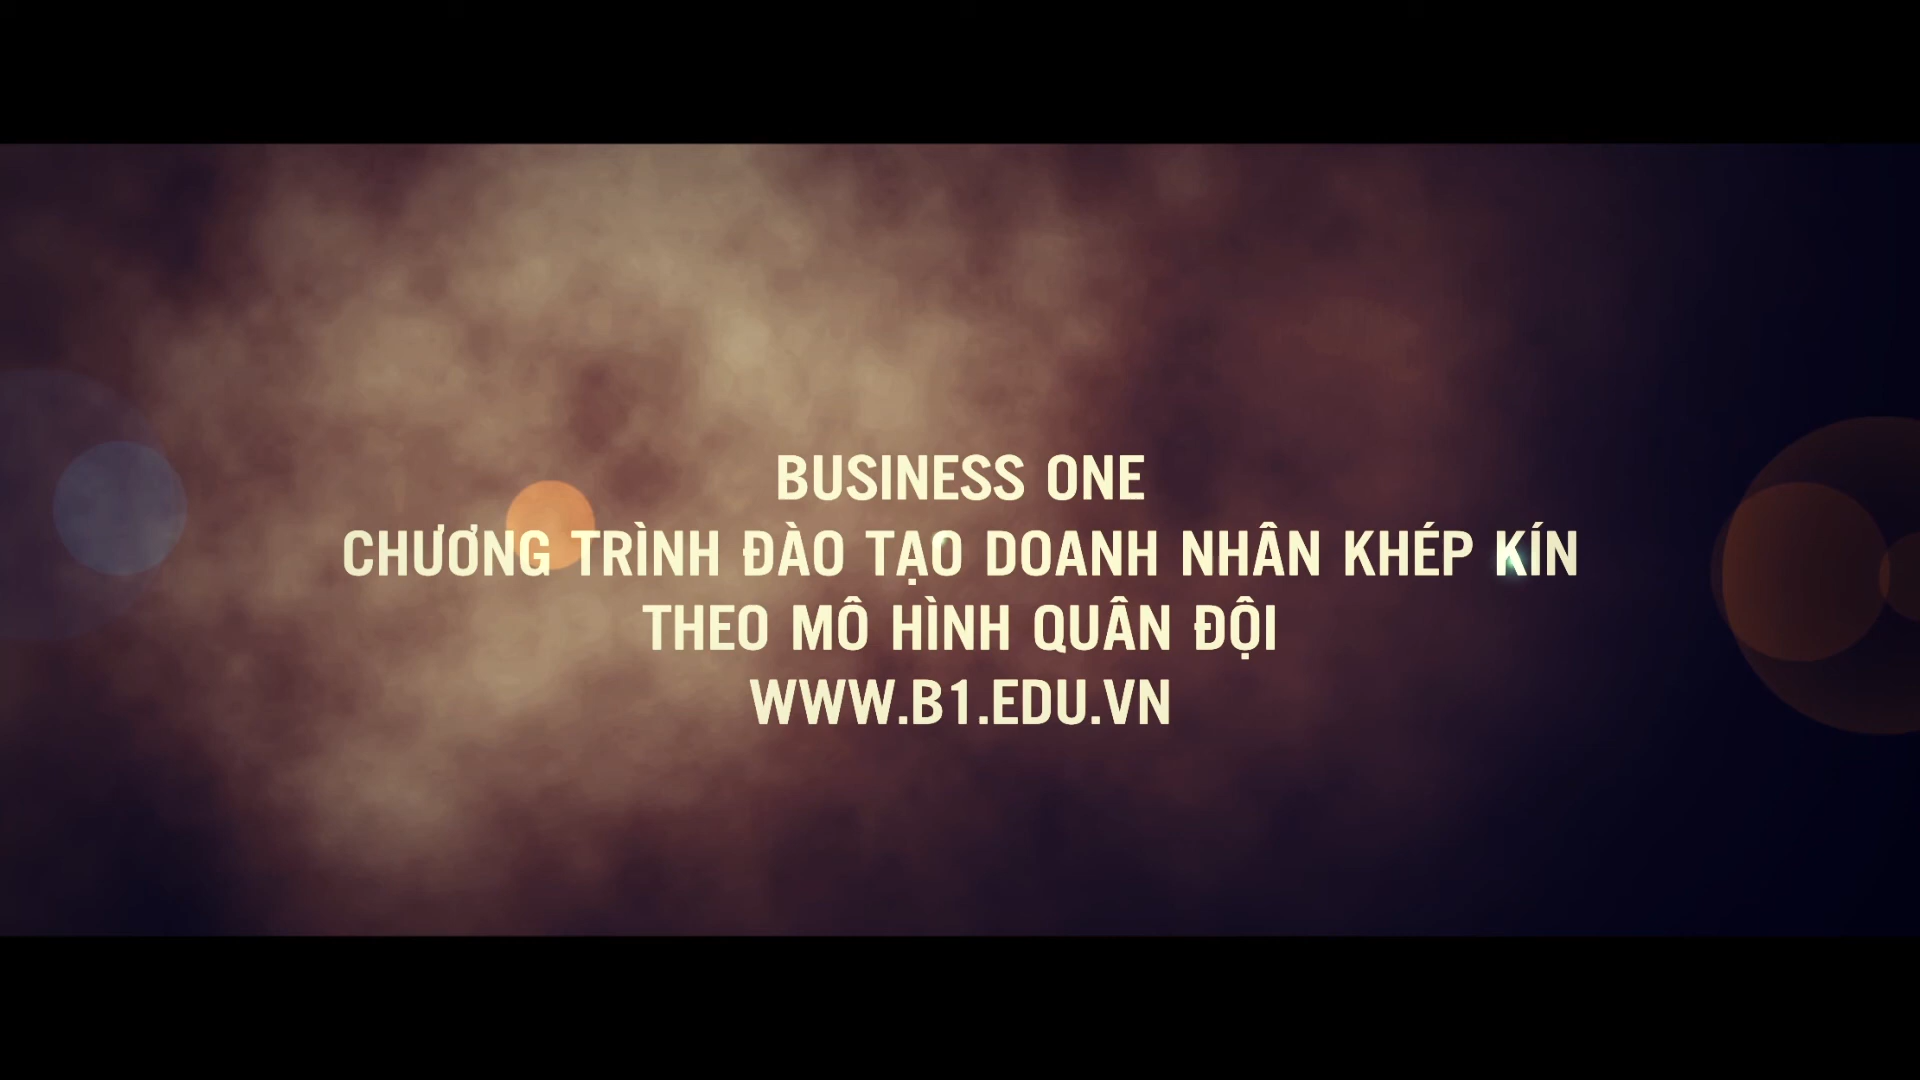 BUSINESS ONE
CHƯƠNG TRÌNH ĐÀO TẠO DOANH NHÂN KHÉP KÍN
THEO MÔ HÌNH QUÂN ĐỘI
WWW.B1.EDU.VN